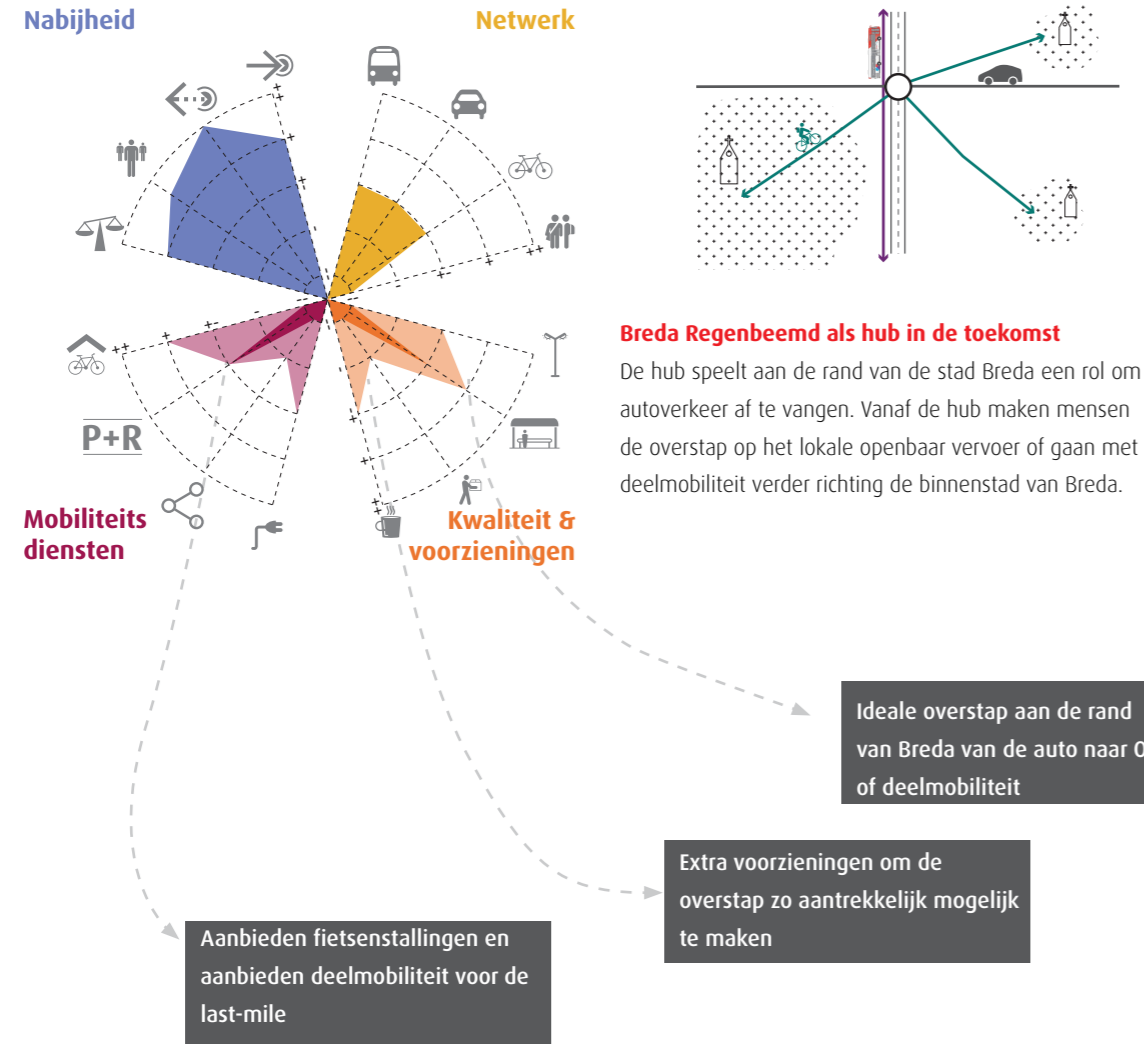 Nabijheid
Netwerk
P+R
Mobiliteits
diensten
Kwaliteit &
voorzieningen
Breda Regenbeemd als hub in de toekomst
De hub speelt aan de rand van de stad Breda een rol om
autoverkeer af te vangen. Vanaf de hub maken mensen
de overstap op het lokale openbaar vervoer of gaan met
deelmobiliteit verder richting de binnenstad van Breda.
Ideale overstap aan de rand
van Breda van de auto naar
of deelmobiliteit
Extra voorzieningen om de
overstap zo aantrekkelijk mogelijk
te maken
Aanbieden fietsenstallingen en
aanbieden deelmobiliteit voor de
last-mile